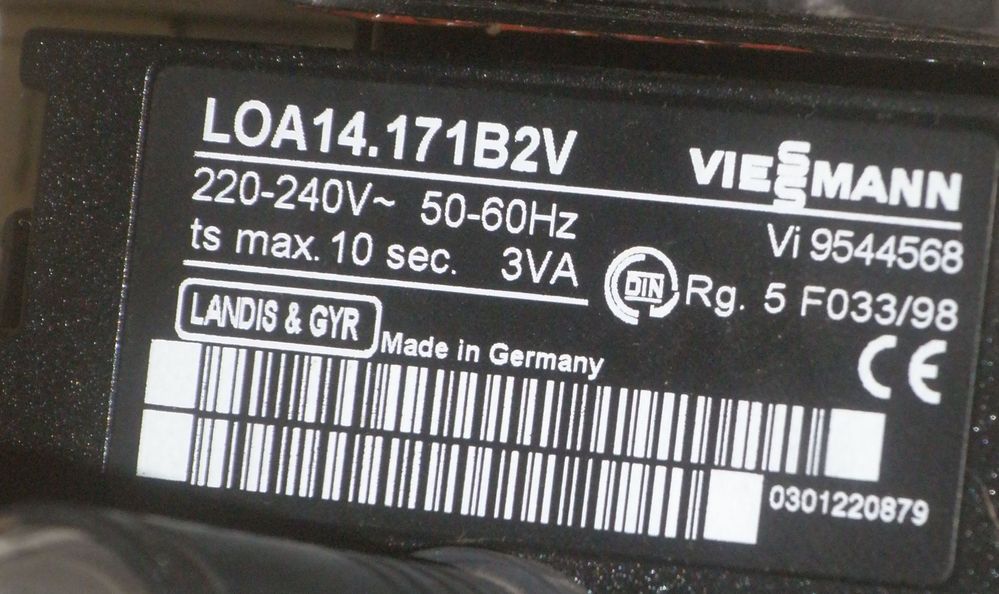 LOA14.171B2V
VIESSMANN
220-240V~ 50-60Hz
Vi 9544568
ts max. 10 sec. 3VA
DIN Rg. 5 F033/98
LANDIS & GYR
Made in Germany
CE
0301220879